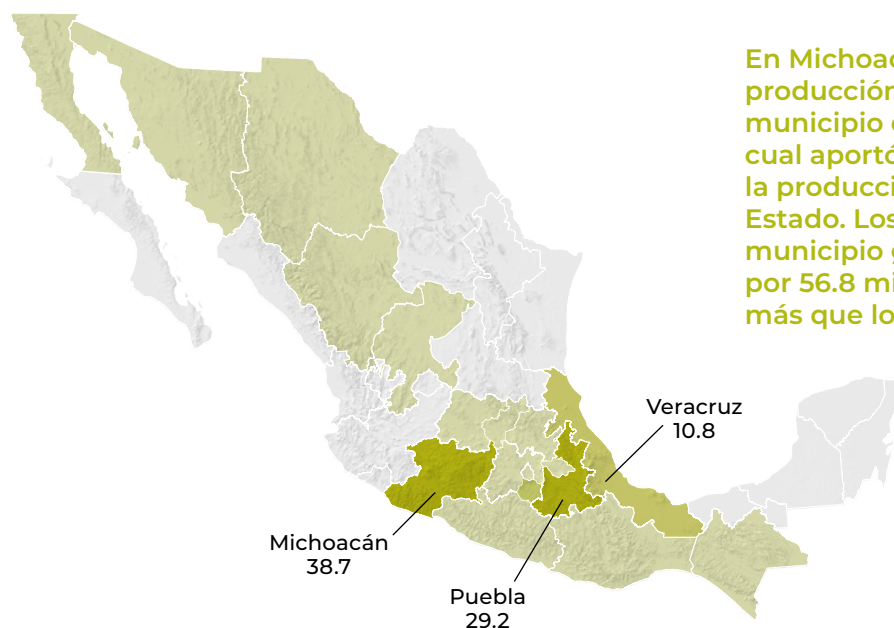 En Michoac
producción
municipio
cual aportó
la producci
Estado. Los
municipio
por 56.8 mi
más que lo
Veracruz
10.8
Michoacán
38.7
Puebla
29.2